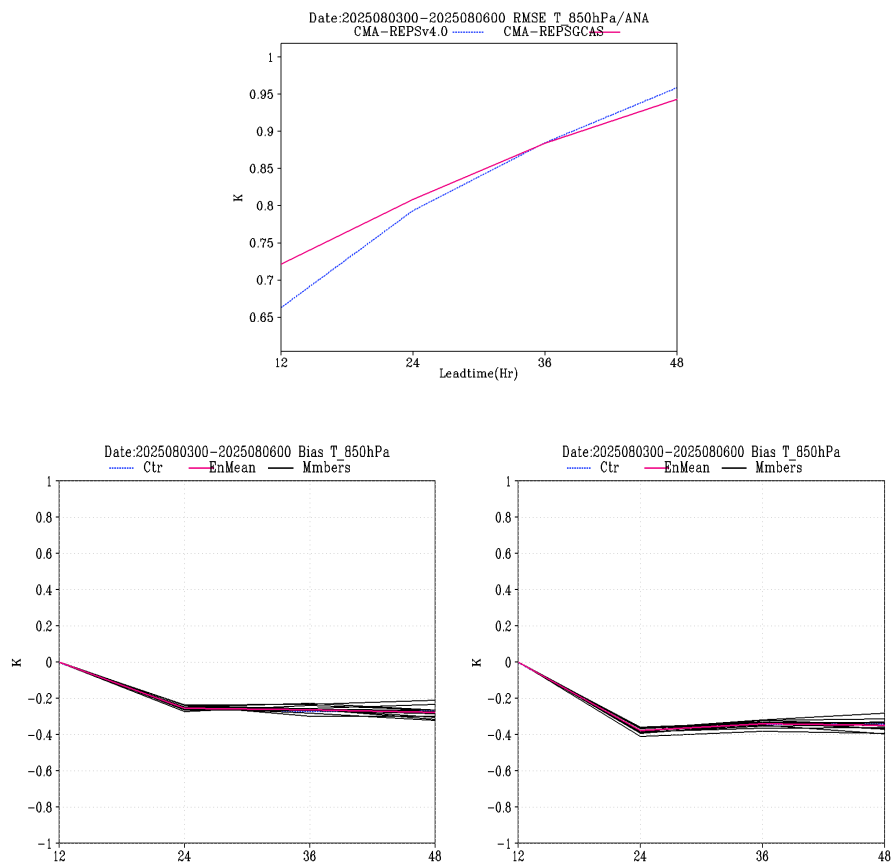 Date:2025080300-2025080600 RMSE T_850hPa/ANA
CMA-REPSv4.0 CMA-REPSGCAS
1
0.95
0.9
0.85
0.8
0.75
0.7
0.65
K
12 24 36 48
Leadtime(Hr)
Date:2025080300-2025080600 Bias T_850hPa
Ctr EnMean Mmbers
1
0.8
0.6
0.4
0.2
0
-0.2
-0.4
-0.6
-0.8
-1
K
12 24 36 48
Date:2025080300-2025080600 Bias T_850hPa
Ctr EnMean Mmbers
1
0.8
0.6
0.4
0.2
0
-0.2
-0.4
-0.6
-0.8
-1
K
12 24 36 48